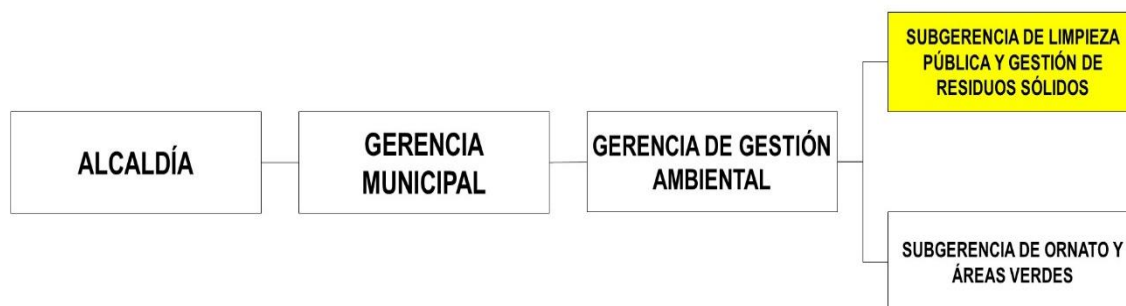 ALCALDÍA
GERENCIA
MUNICIPAL
GERENCIA DE GESTIÓN
AMBIENTAL
SUBGERENCIA DE LIMPIEZA
PÚBLICA Y GESTIÓN DE
RESIDUOS SÓLIDOS
SUBGERENCIA DE ORNATO Y
ÁREAS VERDES